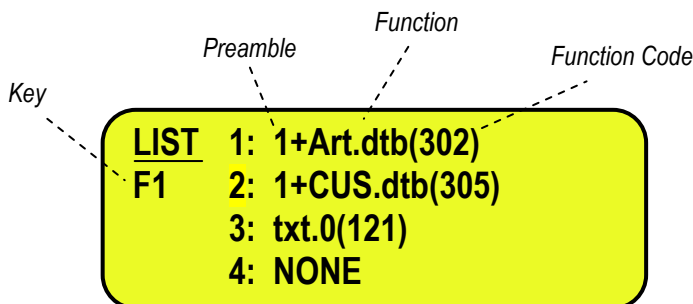 Function
Preamble
Function Code
Key
LIST 1: 1+Art.dtb(302)
F1 2: 1+CUS.dtb(305)
3: txt.0(121)
4: NONE